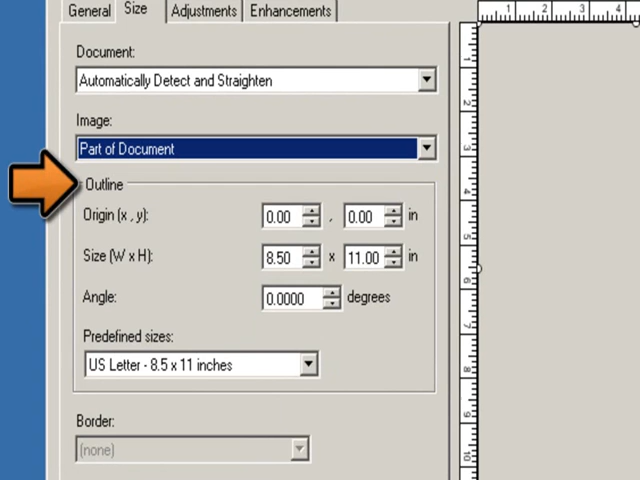 General Size Adjustments Enhancements
Document:
Automatically Detect and Straighten
Image:
Part of Document
Outline
Origin (x , y): 0.00 , 0.00 in
Size (W x H): 8.50 x 11.00 in
Angle: 0.0000 degrees
Predefined sizes:
US Letter - 8.5 x 11 inches
Border:
(none)
1 2 3 4
1
2
3
4
5
6
7
8
9
10